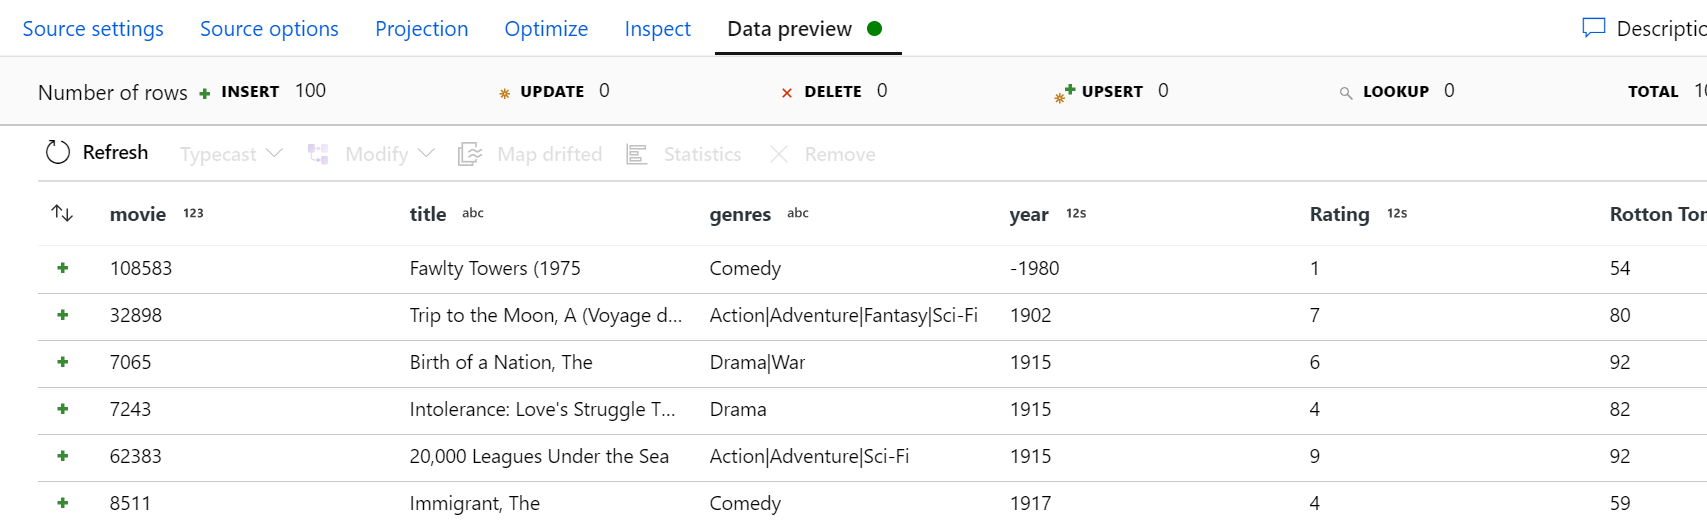 Source settings Source options Projection Optimize Inspect Data preview
Number of rows INSERT 100 UPDATE 0 DELETE 0 UPSERT 0 LOOKUP 0 TOTAL
Refresh Typecast Modify Map drifted Statistics Remove
movie 123 title abc genres abc year 12s Rating 12s Rotton
108583 Fawlty Towers (1975 Comedy -1980 1 54
32898 Trip to the Moon, A (Voyage d... Action|Adventure|Fantasy|Sci-Fi 1902 7 80
7065 Birth of a Nation, The Drama|War 1915 6 92
7243 Intolerance: Love's Struggle T... Drama 1915 4 82
62383 20,000 Leagues Under the Sea Action|Adventure|Sci-Fi 1915 9 92
8511 Immigrant, The Comedy 1917 4 59